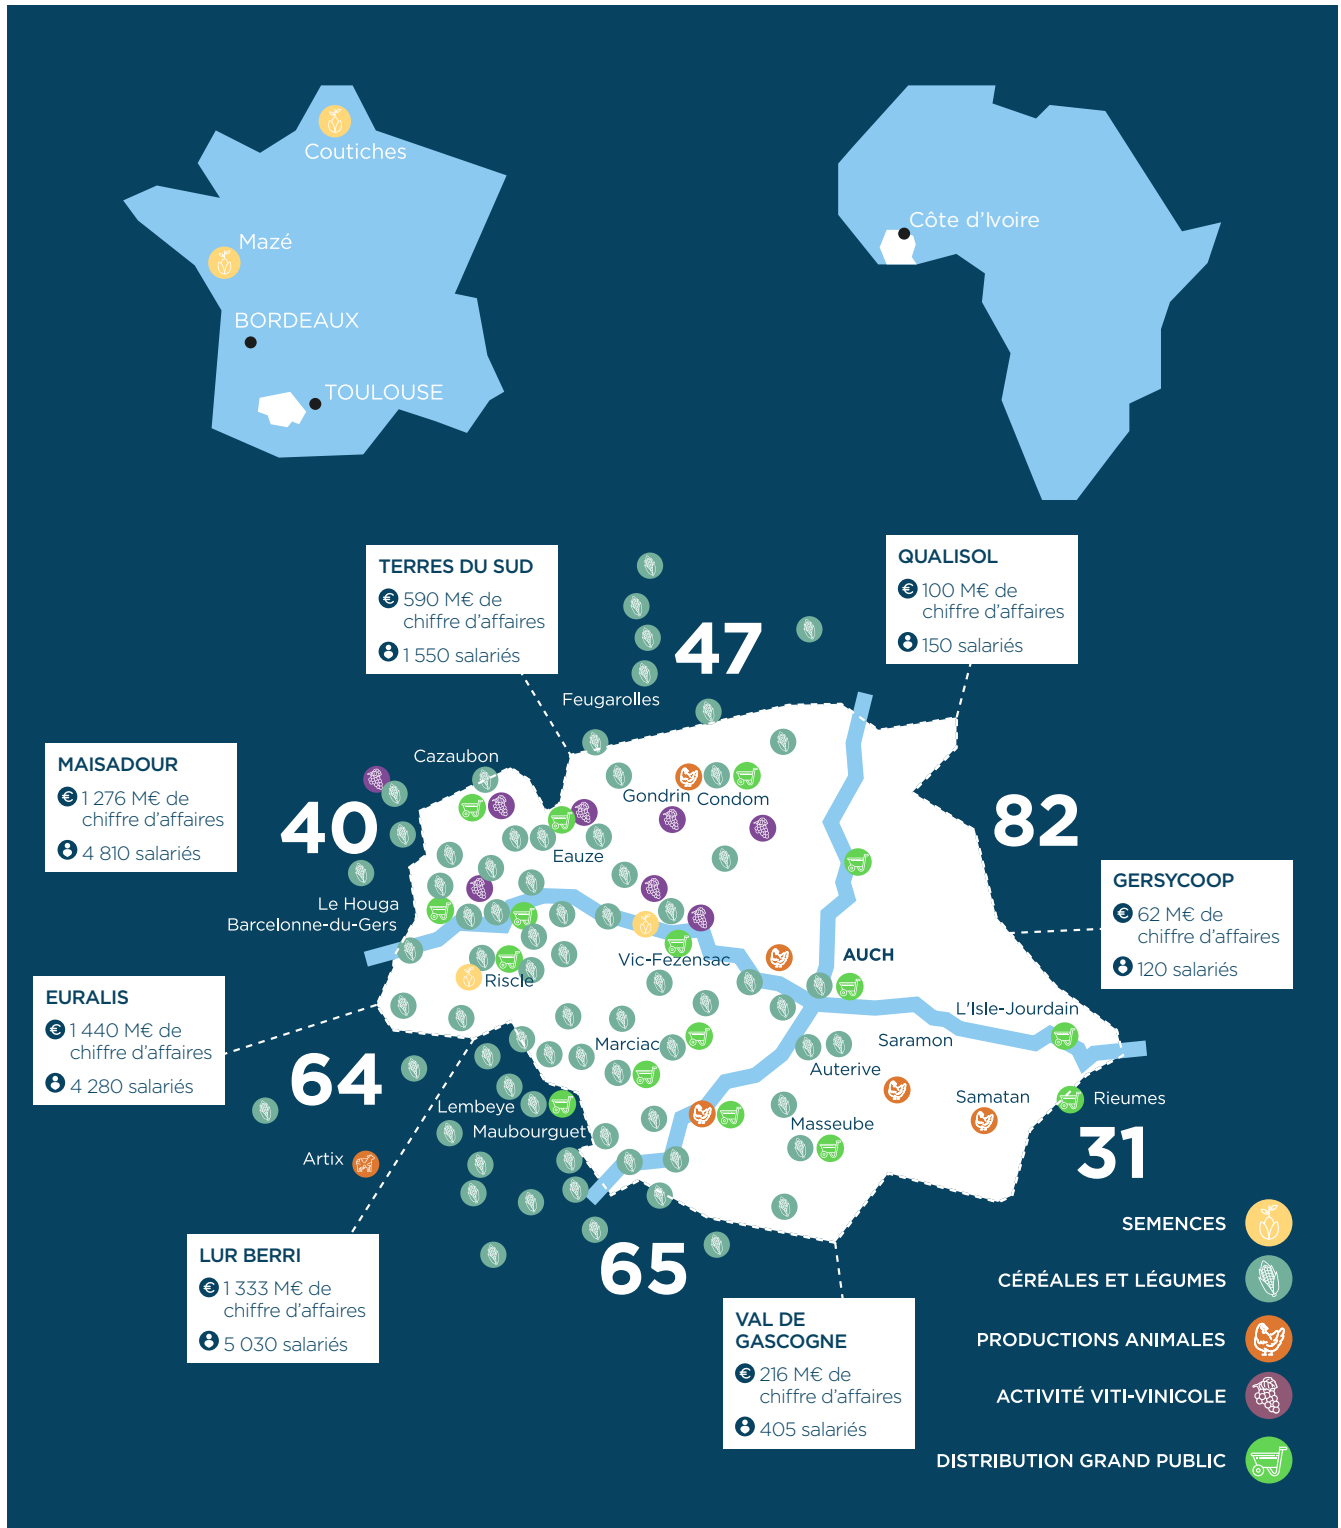 Coutiches
Mazé
BORDEAUX
TOULOUSE
Côte d'Ivoire
TERRES DU SUD
€ 590 M€ de
chiffre d'affaires
1 550 salariés
QUALISOL
€ 100 M€ de
chiffre d'affaires
150 salariés
47
Feugarolles
MAISADOUR
€ 1 276 M€ de
chiffre d'affaires
4 810 salariés
Cazaubon
40
Gondrin
Condom
82
Eauze
GERSYCOOP
€ 62 M€ de
chiffre d'affaires
120 salariés
Le Houga
Barcelonne-du-Gers
Vic-Fezensac
AUCH
Riscle
EURALIS
€ 1 440 M€ de
chiffre d'affaires
4 280 salariés
L'Isle-Jourdain
Marciac
Saramon
Auterive
64
Lembeye
Maubourguet
Masseube
Samatan
Rieumes
Artix
31
65
LUR BERRI
€ 1 333 M€ de
chiffre d'affaires
5 030 salariés
VAL DE
GASCOGNE
€ 216 M€ de
chiffre d'affaires
405 salariés
SEMENCES
CÉRÉALES ET LÉGUMES
PRODUCTIONS ANIMALES
ACTIVITÉ VITI-VINICOLE
DISTRIBUTION GRAND PUBLIC